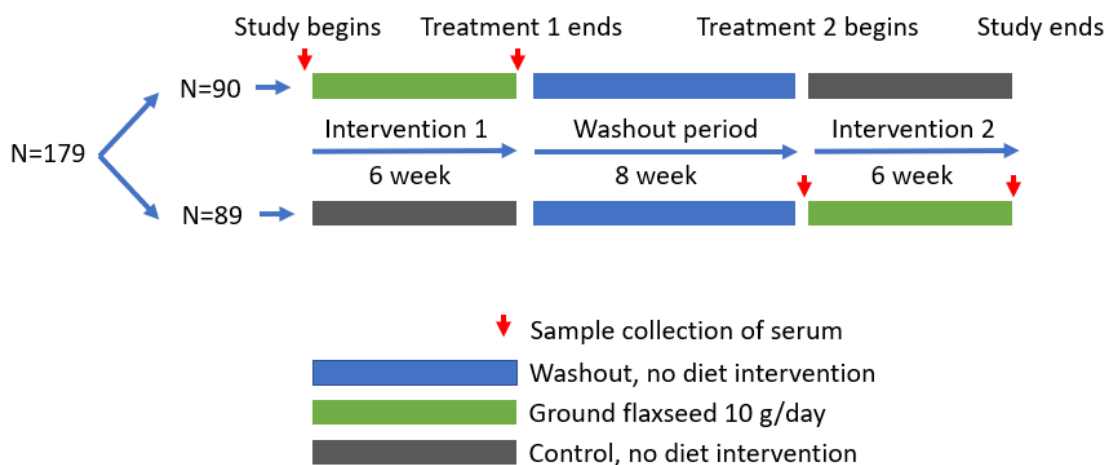 Study begins Treatment 1 ends Treatment 2 begins Study ends
N=90
Intervention 1 Washout period Intervention 2
N=179
6 week 8 week 6 week
N=89
Sample collection of serum
Washout, no diet intervention
Ground flaxseed 10 g/day
Control, no diet intervention